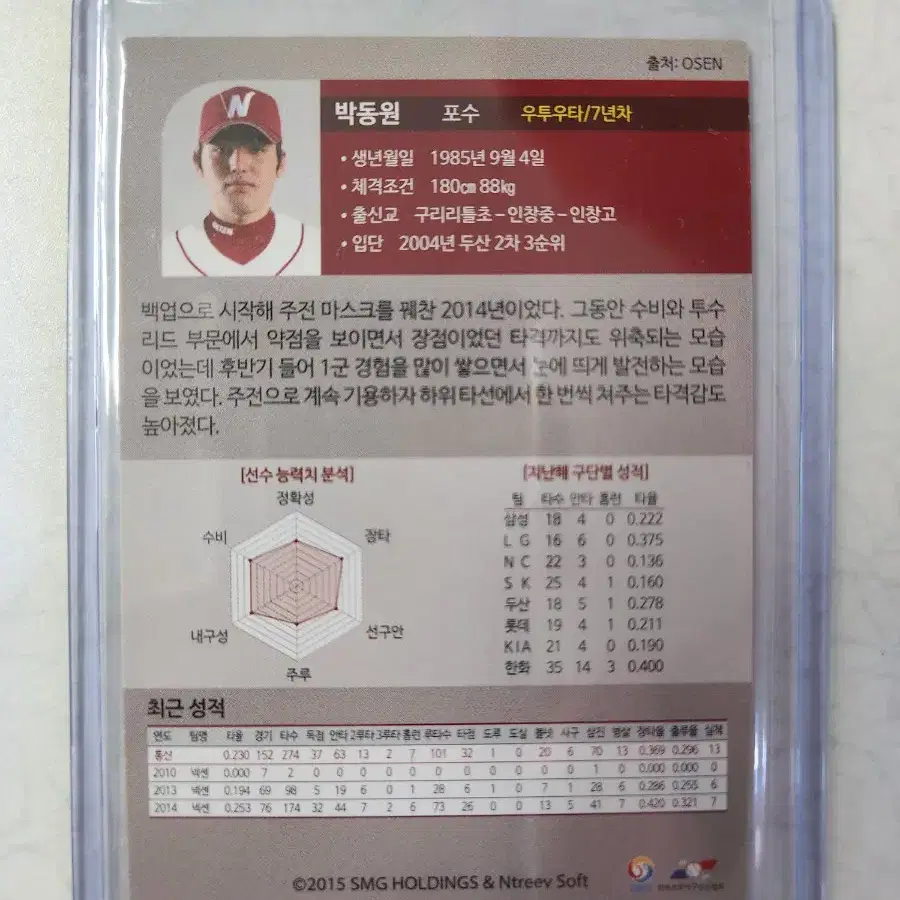 출처: OSEN
박동원 포수 우투우타/7년차
• 생년월일 1985년 9월 4일
• 체격조건 180㎝ 88㎏
• 출신교 구리리틀초 – 인창중 – 인창고
• 입단 2004년 두산 2차 3순위
백업으로 시작해 주전 마스크를 꿰찬 2014년이었다. 그동안 수비와 투수
리드 부문에서 약점을 보이면서 장점이었던 타격까지도 위축되는 모습
이었는데 후반기 들어 1군 경험을 많이 쌓으면서 눈에 띄게 발전하는 모습
을 보였다. 주전으로 계속 기용하자 하위 타선에서 한 번씩 쳐주는 타격감도
높아졌다.
[선수 능력치 분석]
정확성
수비 장타
내구성 선구안
주루
[지난해 구단별 성적]
팀 타수 안타 홈런 타율
삼성 18 4 0 0.222
L G 16 6 0 0.375
N C 22 3 0 0.136
S K 25 4 1 0.160
두산 18 5 1 0.278
롯데 19 4 1 0.211
KIA 21 4 0 0.190
한화 35 14 3 0.400
최근 성적
연도 팀명 타율 경기 타수 득점 안타 2루타 3루타 홈런 루타수 타점 도루 도실 볼넷 사구 삼진 병살 장타율 출루율 실책
통산 0.230 152 274 37 63 13 2 7 101 32 1 0 20 6 70 13 0.369 0.296 13
2010 넥센 0.000 7 2 0 0 0 0 0 0 0 0 0 0 0 1 0 0.000 0.000 0
2013 넥센 0.194 69 98 5 19 6 0 1 28 6 1 0 7 1 28 6 0.286 0.255 6
2014 넥센 0.253 76 174 32 44 7 2 6 73 26 0 0 13 5 41 7 0.420 0.321 7
©2015 SMG HOLDINGS & Ntreev Soft